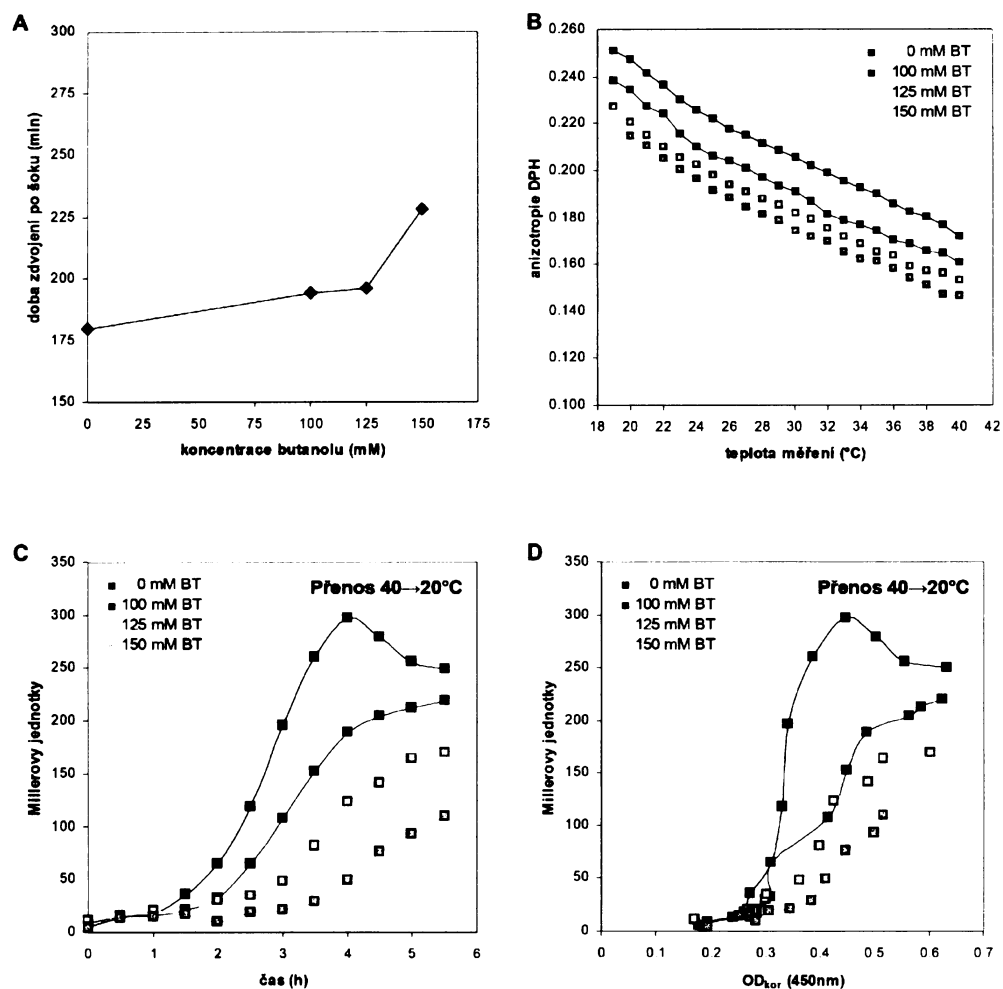 A
300
275
250
225
200
175
150
0
25
50
75
100
125
150
175
doba zdvojení po šoku (min)
koncentrace butanolu (mM)
B
0.260
0.240
0.220
0.200
0.180
0.160
0.140
0.120
0.100
18
20
22
24
26
28
30
32
34
36
38
40
42
0 mM BT
100 mM BT
125 mM BT
150 mM BT
anizotropie DPH
teplota měření (°C)
C
350
300
250
200
150
100
50
0
0
1
2
3
4
5
6
0 mM BT
100 mM BT
125 mM BT
150 mM BT
Přenos 40→20°C
Millerovy jednotky
čas (h)
D
350
300
250
200
150
100
50
0
0
0 1
0.2
0.3
0 4
0 5
0 6
0 7
0 mM BT
100 mM BT
125 mM BT
150 mM BT
Přenos 40→20°C
Millerovy jednotky
ODkor (450nm)